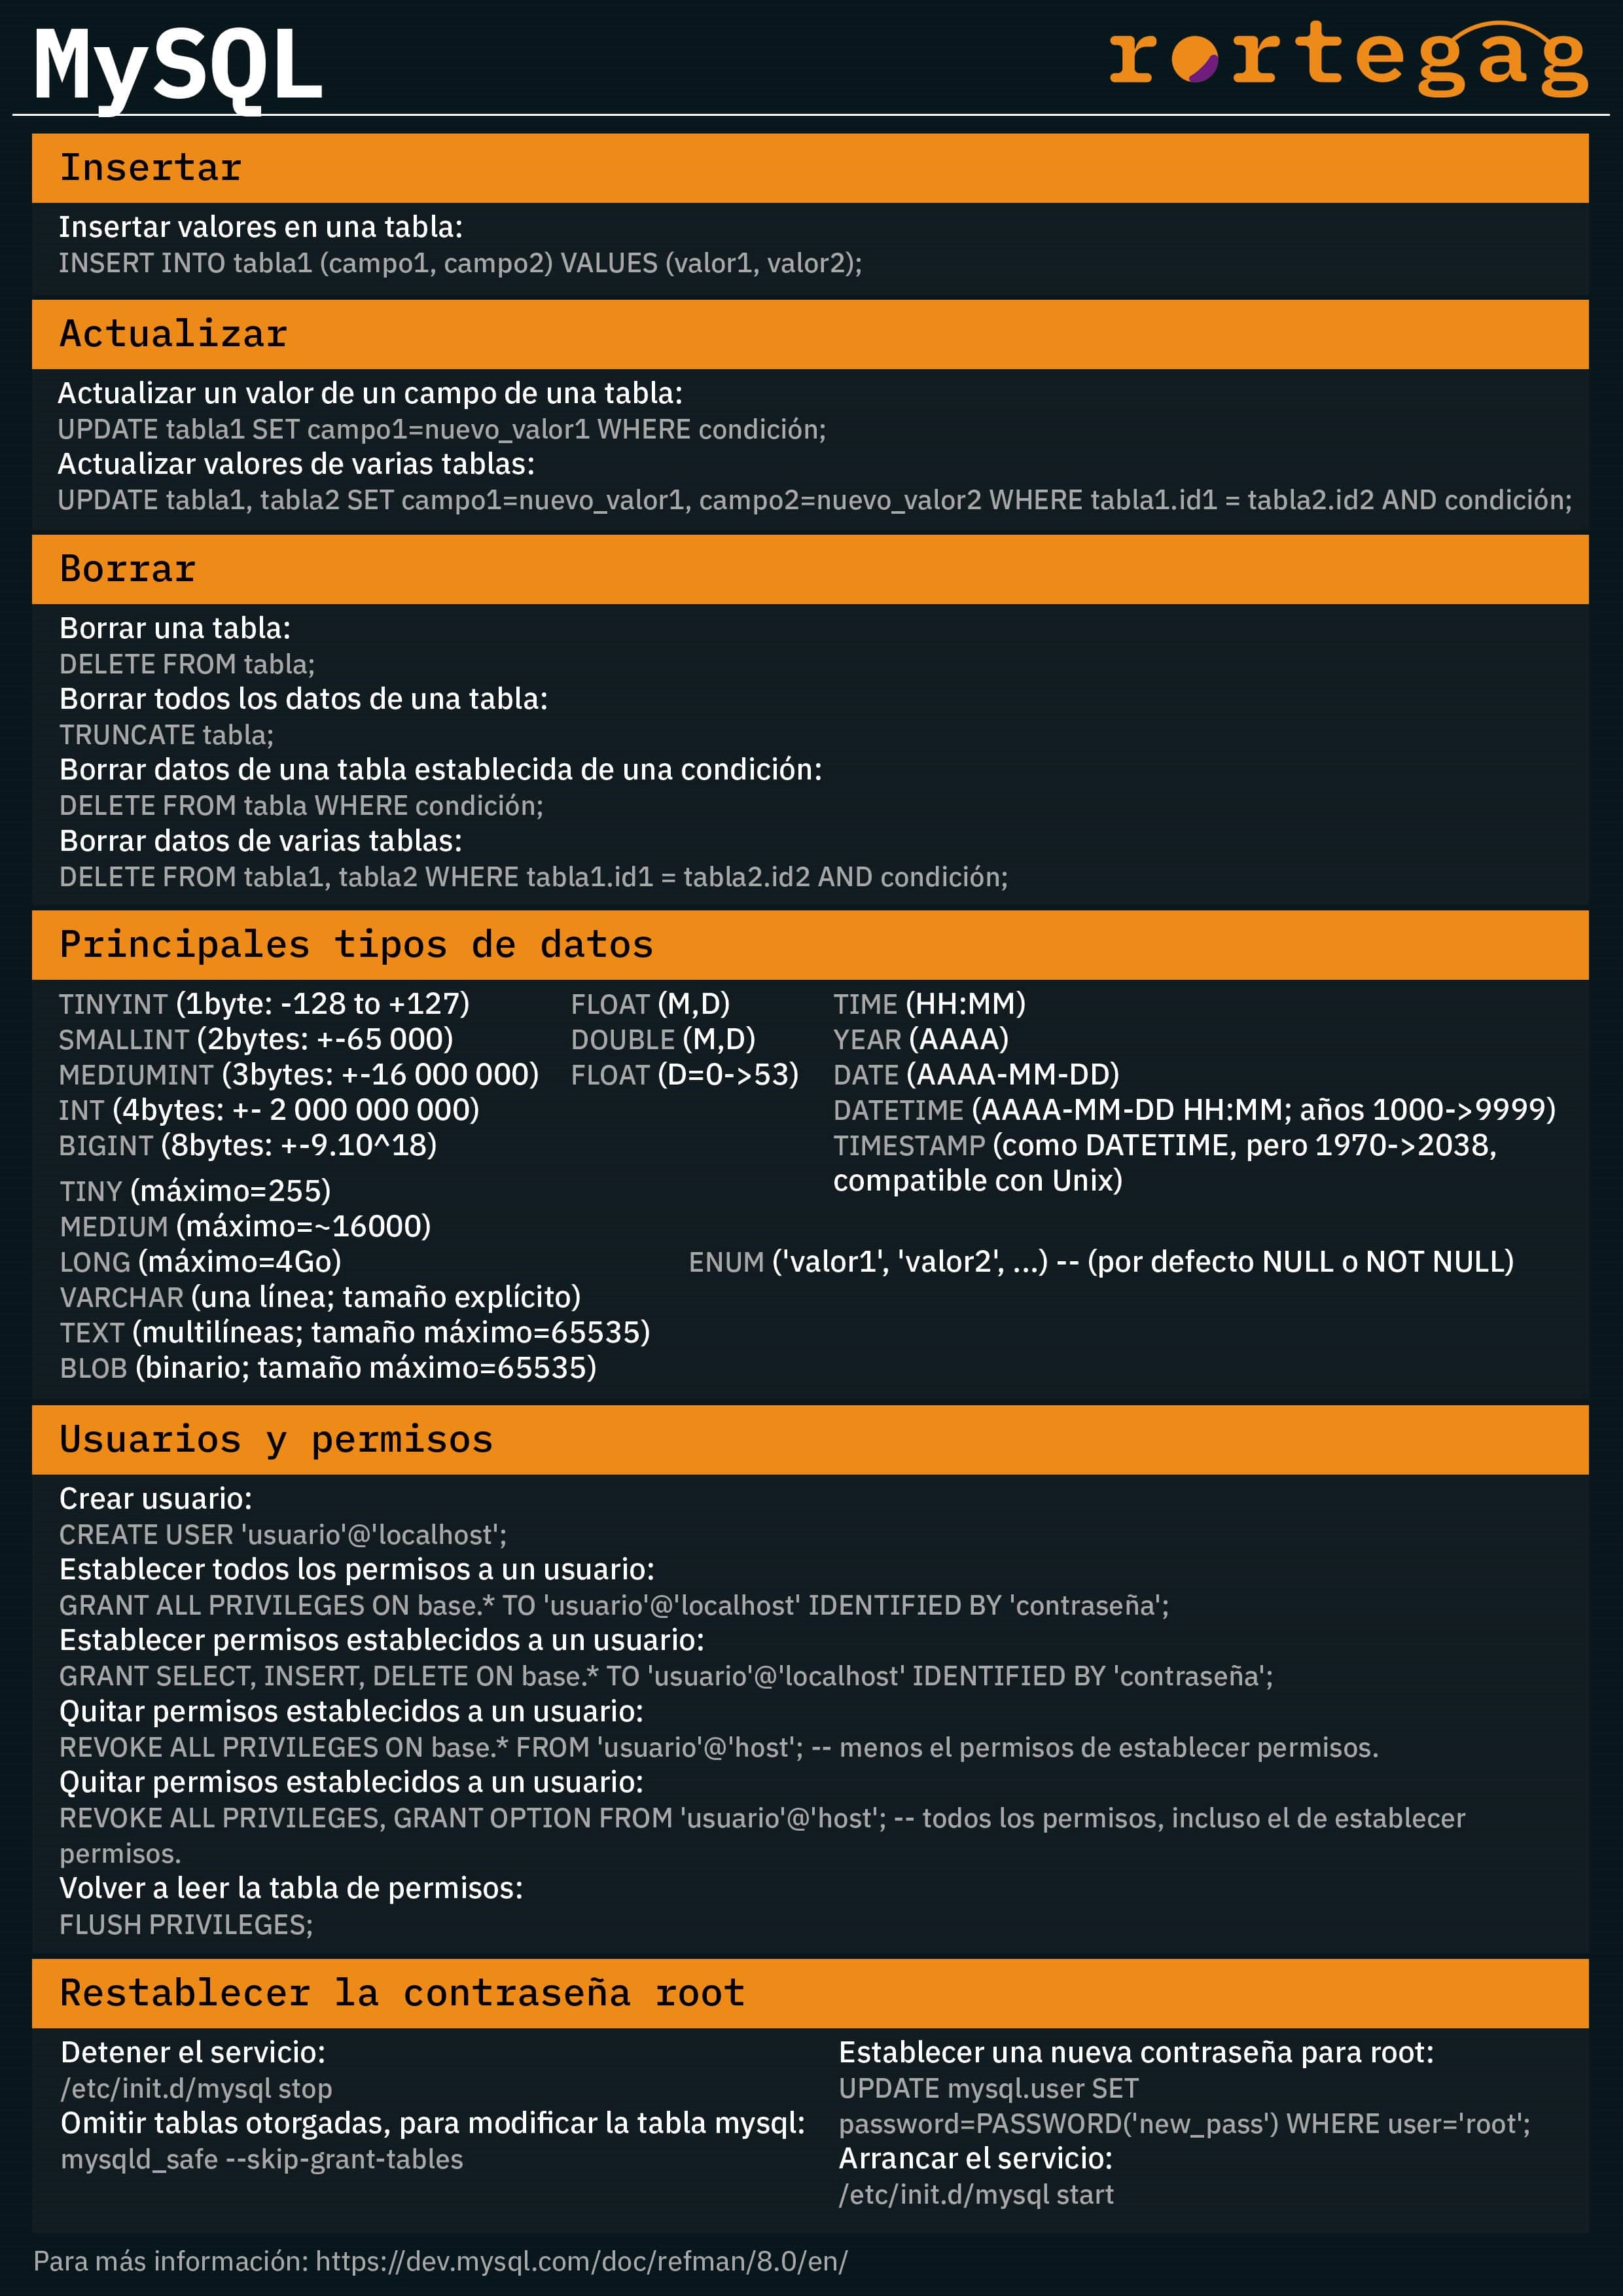 MySQL
rortegag
Insertar
Insertar valores en una tabla:
INSERT INTO tabla1 (campo1, campo2) VALUES (valor1, valor2);
Actualizar
Actualizar un valor de un campo de una tabla:
UPDATE tabla1 SET campo1=nuevo_valor1 WHERE condición;
Actualizar valores de varias tablas:
UPDATE tabla1, tabla2 SET campo1=nuevo_valor1, campo2=nuevo_valor2 WHERE tabla1.id1 = tabla2.id2 AND condición;
Borrar
Borrar una tabla:
DELETE FROM tabla;
Borrar todos los datos de una tabla:
TRUNCATE tabla;
Borrar datos de una tabla establecida de una condición:
DELETE FROM tabla WHERE condición;
Borrar datos de varias tablas:
DELETE FROM tabla1, tabla2 WHERE tabla1.id1 = tabla2.id2 AND condición;
Principales tipos de datos
TINYINT (1byte: -128 to +127)
SMALLINT (2bytes: +-65 000)
MEDIUMINT (3bytes: +-16 000 000)
INT (4bytes: +- 2 000 000 000)
BIGINT (8bytes: +-9.10^18)
FLOAT (M,D)
DOUBLE (M,D)
FLOAT (D=0->53)
TIME (HH:MM)
YEAR (AAAA)
DATE (AAAA-MM-DD)
DATETIME (AAAA-MM-DD HH:MM; años 1000->9999)
TIMESTAMP (como DATETIME, pero 1970->2038,
compatible con Unix)
TINY (máximo=255)
MEDIUM (máximo=~16000)
LONG (máximo=4Go)
VARCHAR (una línea; tamaño explícito)
TEXT (multilíneas; tamaño máximo=65535)
BLOB (binario; tamaño máximo=65535)
ENUM ('valor1', 'valor2', ...) -- (por defecto NULL o NOT NULL)
Usuarios y permisos
Crear usuario:
CREATE USER 'usuario'@'localhost';
Establecer todos los permisos a un usuario:
GRANT ALL PRIVILEGES ON base.* TO 'usuario'@'localhost' IDENTIFIED BY 'contraseña';
Establecer permisos establecidos a un usuario:
GRANT SELECT, INSERT, DELETE ON base.* TO 'usuario'@'localhost' IDENTIFIED BY 'contraseña';
Quitar permisos establecidos a un usuario:
REVOKE ALL PRIVILEGES ON base.* FROM 'usuario'@'host'; -- menos el permisos de establecer permisos.
Quitar permisos establecidos a un usuario:
REVOKE ALL PRIVILEGES, GRANT OPTION FROM 'usuario'@'host'; -- todos los permisos, incluso el de establecer
permisos.
Volver a leer la tabla de permisos:
FLUSH PRIVILEGES;
Restablecer la contraseña root
Detener el servicio:
/etc/init.d/mysql stop
Omitir tablas otorgadas, para modificar la tabla mysql:
mysqld_safe --skip-grant-tables
Establecer una nueva contraseña para root:
UPDATE mysql.user SET
password=PASSWORD('new_pass') WHERE user='root';
Arrancar el servicio:
/etc/init.d/mysql start
Para más información: https://dev.mysql.com/doc/refman/8.0/en/